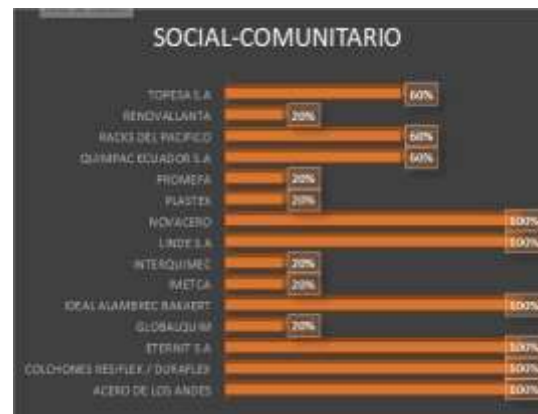 SOCIAL-COMUNITARIO
TOPESA S.A 60%
RENOVALLANTA 20%
RACKS DEL PACIFICO 60%
QUIMIPAC ECUADOR S.A 60%
PROMEFA 20%
PLASTEX 20%
NOVACERO 100%
LINDE S.A 100%
INTERQUIMEC 20%
IMETCA 20%
IDEAL ALAMBREC BAKAERT 100%
GLOBALQUIM 20%
ETERNIT S.A 100%
COLCHONES RESIFLEX / DURAFLEX 100%
ACERO DE LOS ANDES 100%